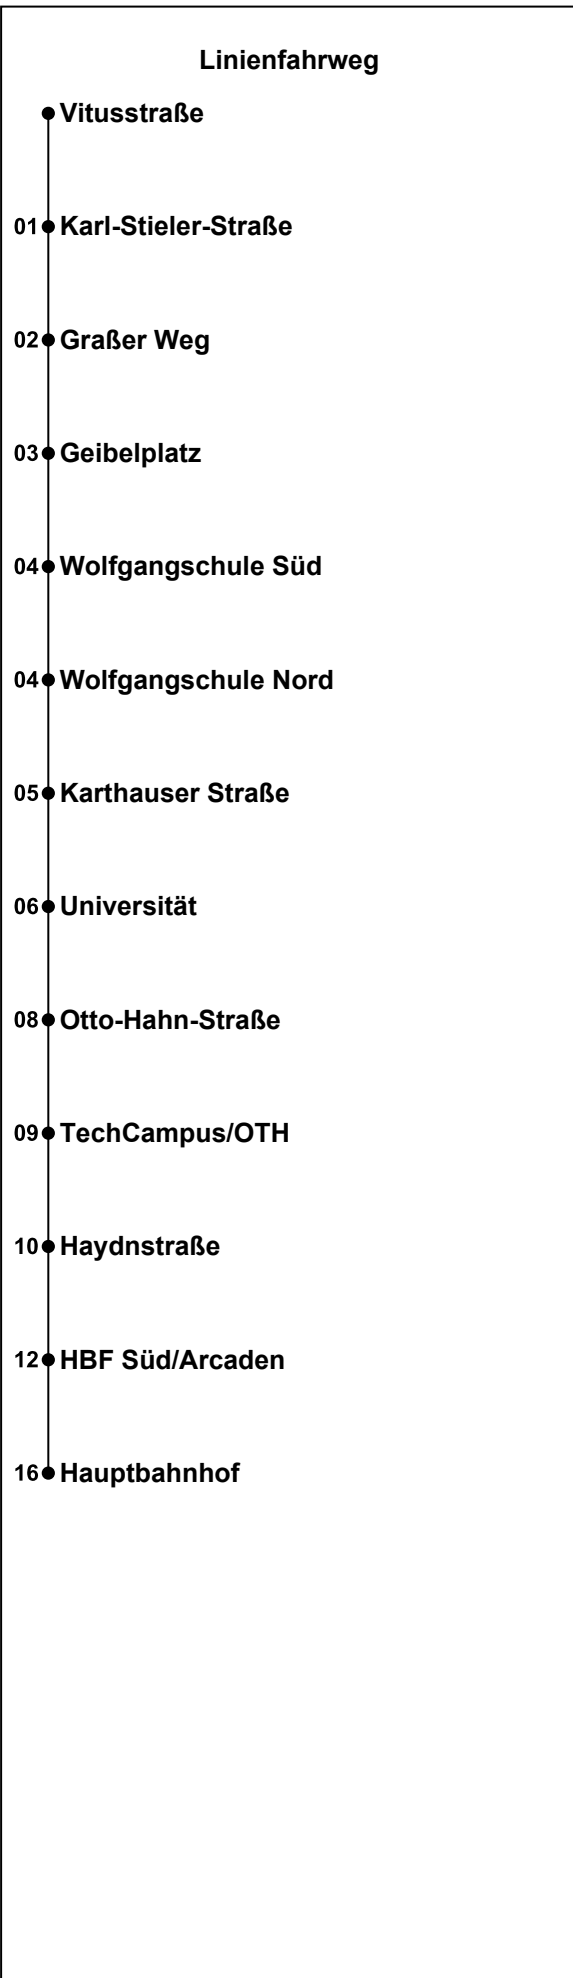 Linienfahrweg
Vitusstraße
01 Karl-Stieler-Straße
02 Graßer Weg
03 Geibelplatz
04 Wolfgangschule Süd
04 Wolfgangschule Nord
05 Karthauser Straße
06 Universität
08 Otto-Hahn-Straße
09 TechCampus/OTH
10 Haydnstraße
12 HBF Süd/Arcaden
16 Hauptbahnhof